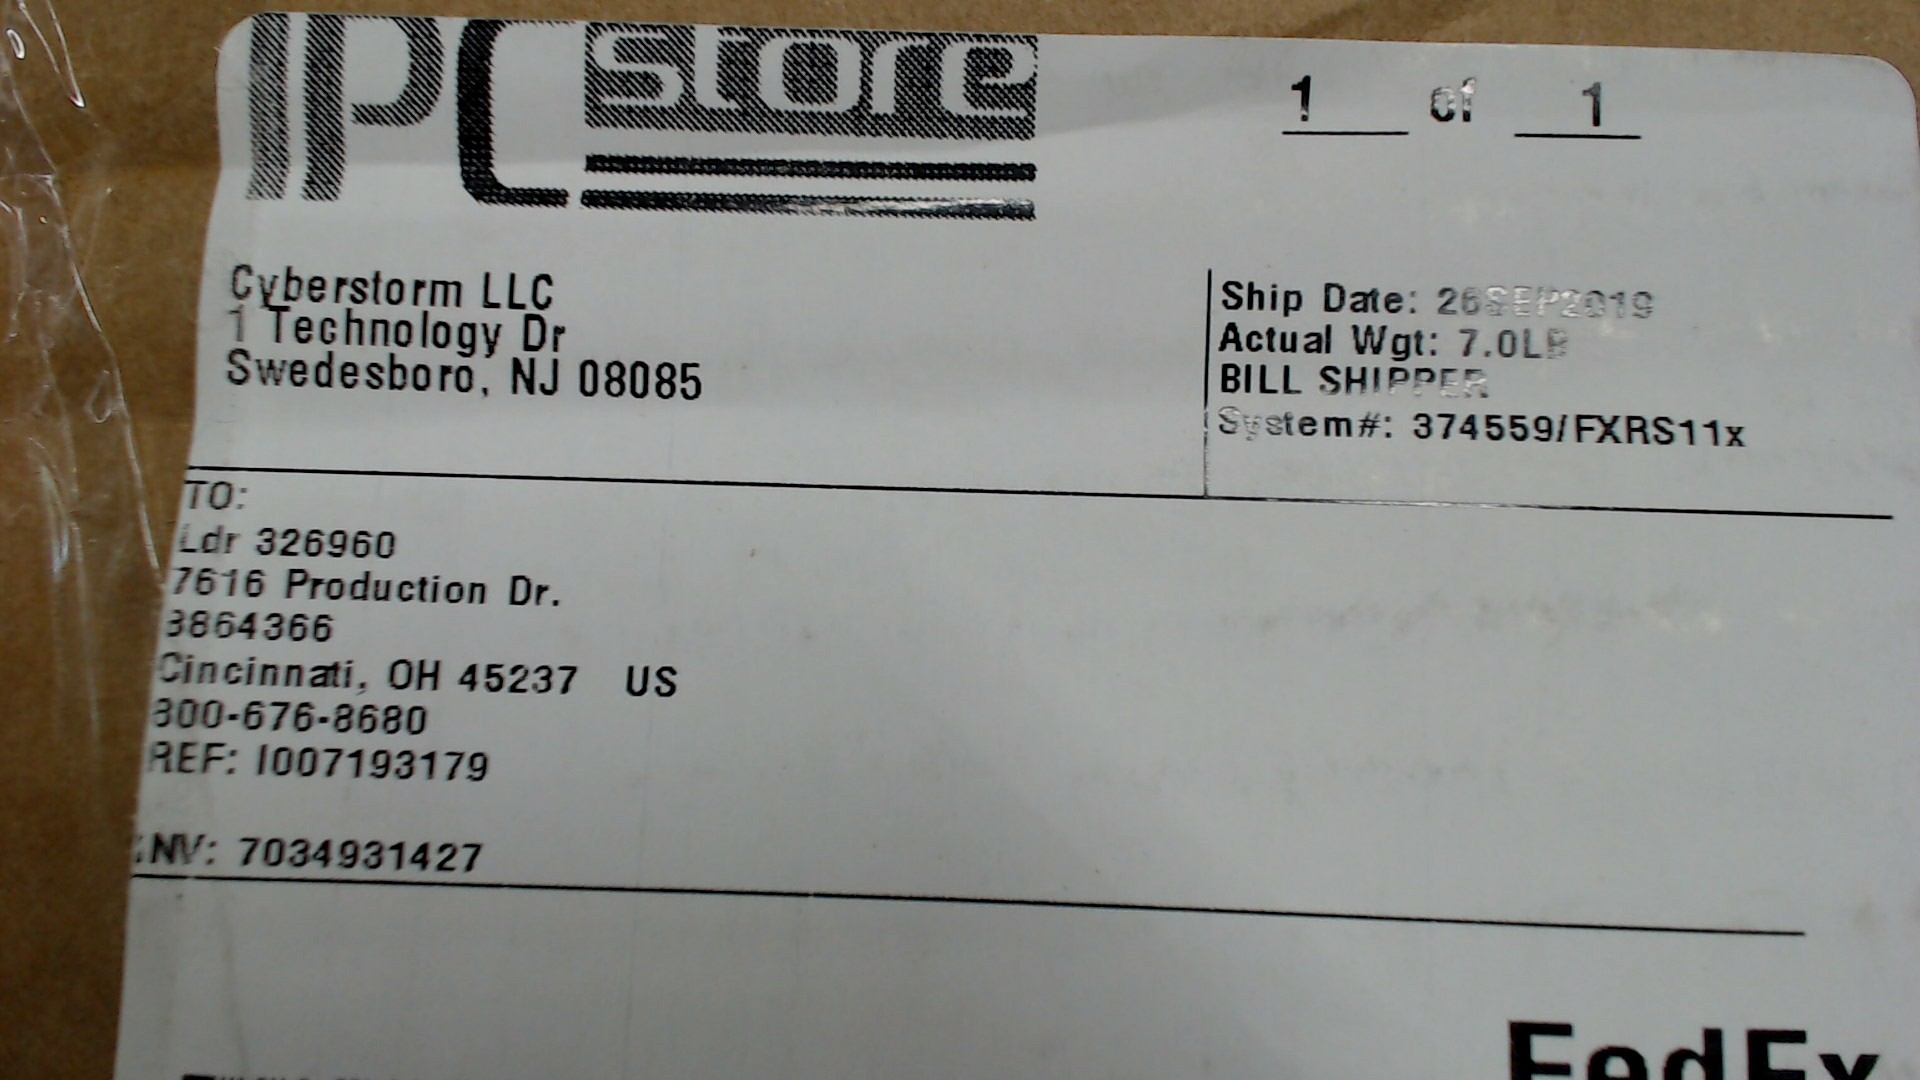 IPC store
1 of 1
Cyberstorm LLC
1 Technology Dr
Swedesboro, NJ 08085
Ship Date: 26SEP2019
Actual Wgt: 7.0LB
BILL SHIPPER
System#: 374559/FXRS11x
TO:
Ldr 326960
7616 Production Dr.
3864366
Cincinnati, OH 45237 US
800-676-8680
REF: I007193179
INV: 7034931427
FedEx